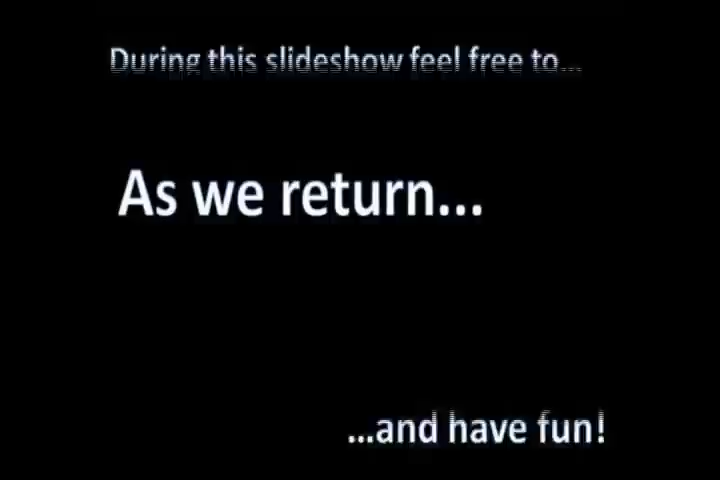 During this slideshow feel free to...
As we return...
...and have fun!